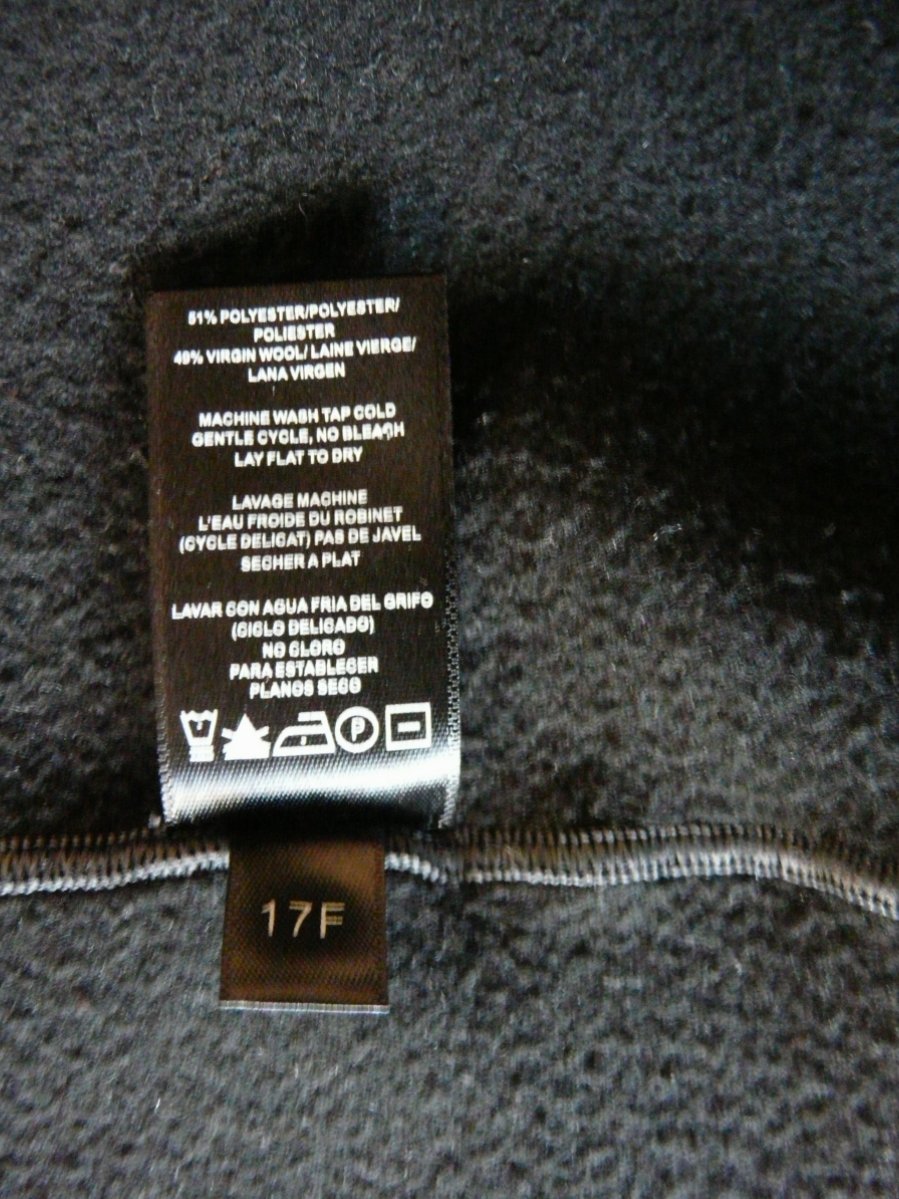 51% POLYESTER/POLYESTER/
POLIESTER
49% VIRGIN WOOL/ LAINE VIERGE/
LANA VIRGEN
MACHINE WASH TAP COLD
GENTLE CYCLE, NO BLEACH
LAY FLAT TO DRY
LAVAGE MACHINE
L'EAU FROIDE DU ROBINET
(CYCLE DELICAT) PAS DE JAVEL
SECHER A PLAT
LAVAR CON AGUA FRIA DEL GRIFO
(CICLO DELICADO)
NO CLORO
PARA ESTABLECER
PLANOS SECO
P
17F